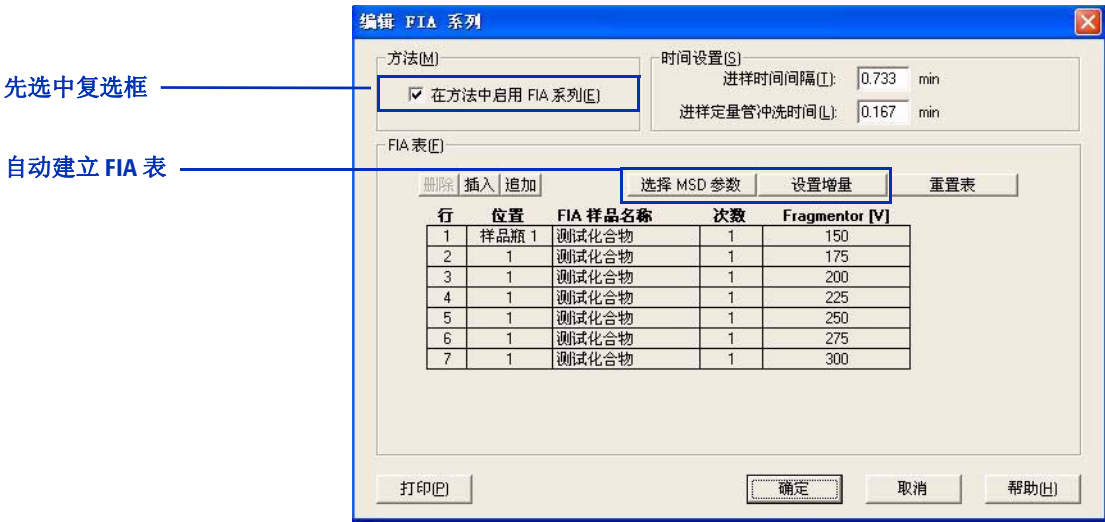 编辑 FIA 系列
方法(M)
先选中复选框
在方法中启用 FIA 系列(E)
时间设置(S)
进样时间间隔(T): 0.733 min
进样定量管冲洗时间(L): 0.167 min
FIA 表(F)
自动建立 FIA 表
删除 插入 追加 选择 MSD 参数 设置增量 重置表
行 位置 FIA 样品名称 次数 Fragmentor [V]
1 样品瓶 1 测试化合物 1 150
2 1 测试化合物 1 175
3 1 测试化合物 1 200
4 1 测试化合物 1 225
5 1 测试化合物 1 250
6 1 测试化合物 1 275
7 1 测试化合物 1 300
打印(P) 确定 取消 帮助(H)